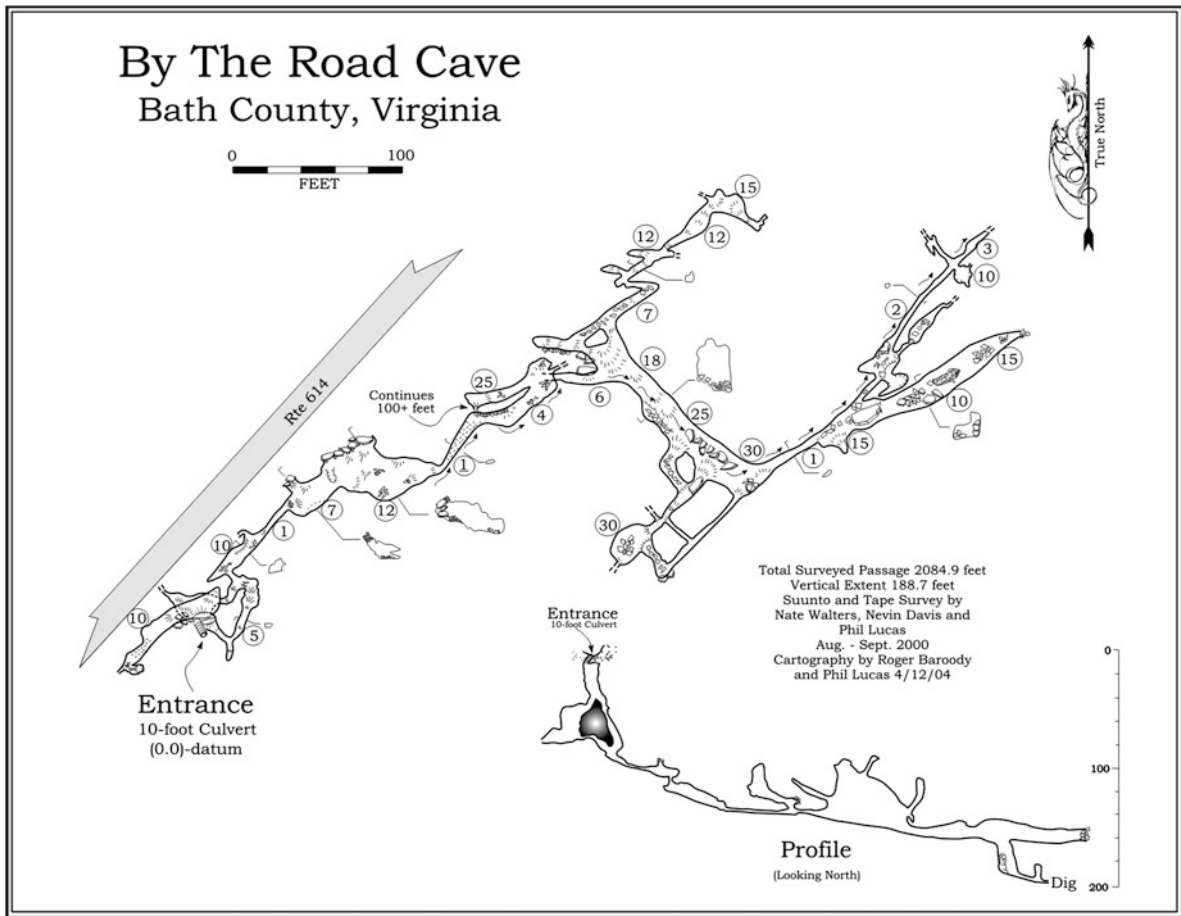 By The Road Cave
Bath County, Virginia
0 100
FEET
True North
Rte 614
15
12
12
3
10
7
2
18
15
25
Continues
100+ feet
4
6
10
25
30
1
15
1
12
7
1
30
10
10
5
Entrance
10-foot Culvert
(0.0)-datum
Total Surveyed Passage 2084.9 feet
Vertical Extent 188.7 feet
Suunto and Tape Survey by
Nate Walters, Nevin Davis and
Phil Lucas
Aug. - Sept. 2000
Cartography by Roger Baroody
and Phil Lucas 4/12/04
Entrance
10-foot Culvert
0
100
200
Profile
(Looking North)
Dig